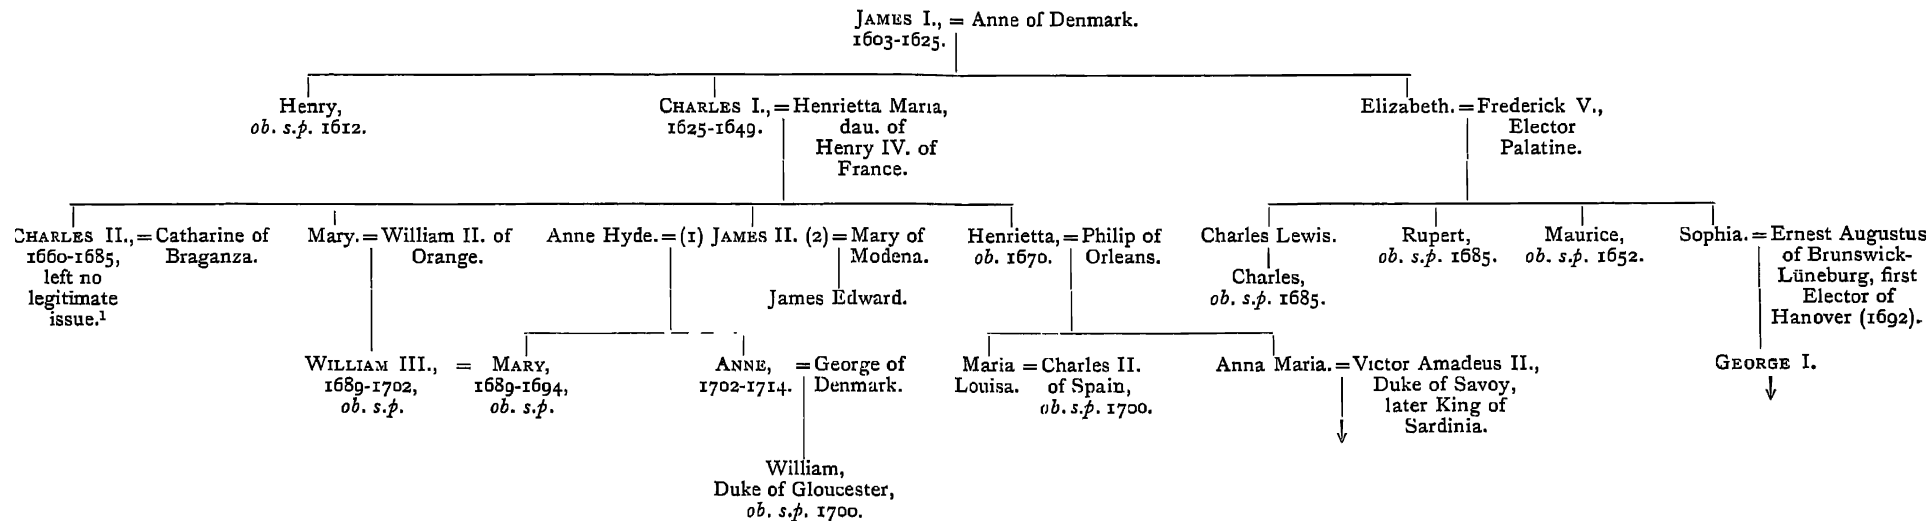 JAMES I., = Anne of Denmark.
1603-1625.
Henry,
ob. s.p. 1612.
CHARLES I., = Henrietta Maria,
1625-1649.
dau. of
Henry IV. of
France.
Elizabeth. = Frederick V.,
Elector
Palatine.
CHARLES II., = Catharine of
1660-1685,
Braganza.
left no
legitimate
issue.¹
Mary. = William II. of
Orange.
Anne Hyde. = (1) JAMES II. (2) = Mary of
Modena.
James Edward.
Henrietta, = Philip of
ob. 1670.
Orleans.
Charles Lewis.
Charles,
ob. s.p. 1685.
Rupert,
ob. s.p. 1685.
Maurice,
ob. s.p. 1652.
Sophia. = Ernest Augustus
of Brunswick-
Lüneburg, first
Elector of
Hanover (1692).
WILLIAM III., = MARY,
1689-1702,
1689-1694,
ob. s.p.
ob. s.p.
ANNE, = George of
1702-1714.
Denmark.
Maria = Charles II.
Louisa.
of Spain,
ob. s.p. 1700.
Anna Maria. = Victor Amadeus II.,
Duke of Savoy,
later King of
Sardinia.
GEORGE I.
William,
Duke of Gloucester,
ob. s.p. 1700.